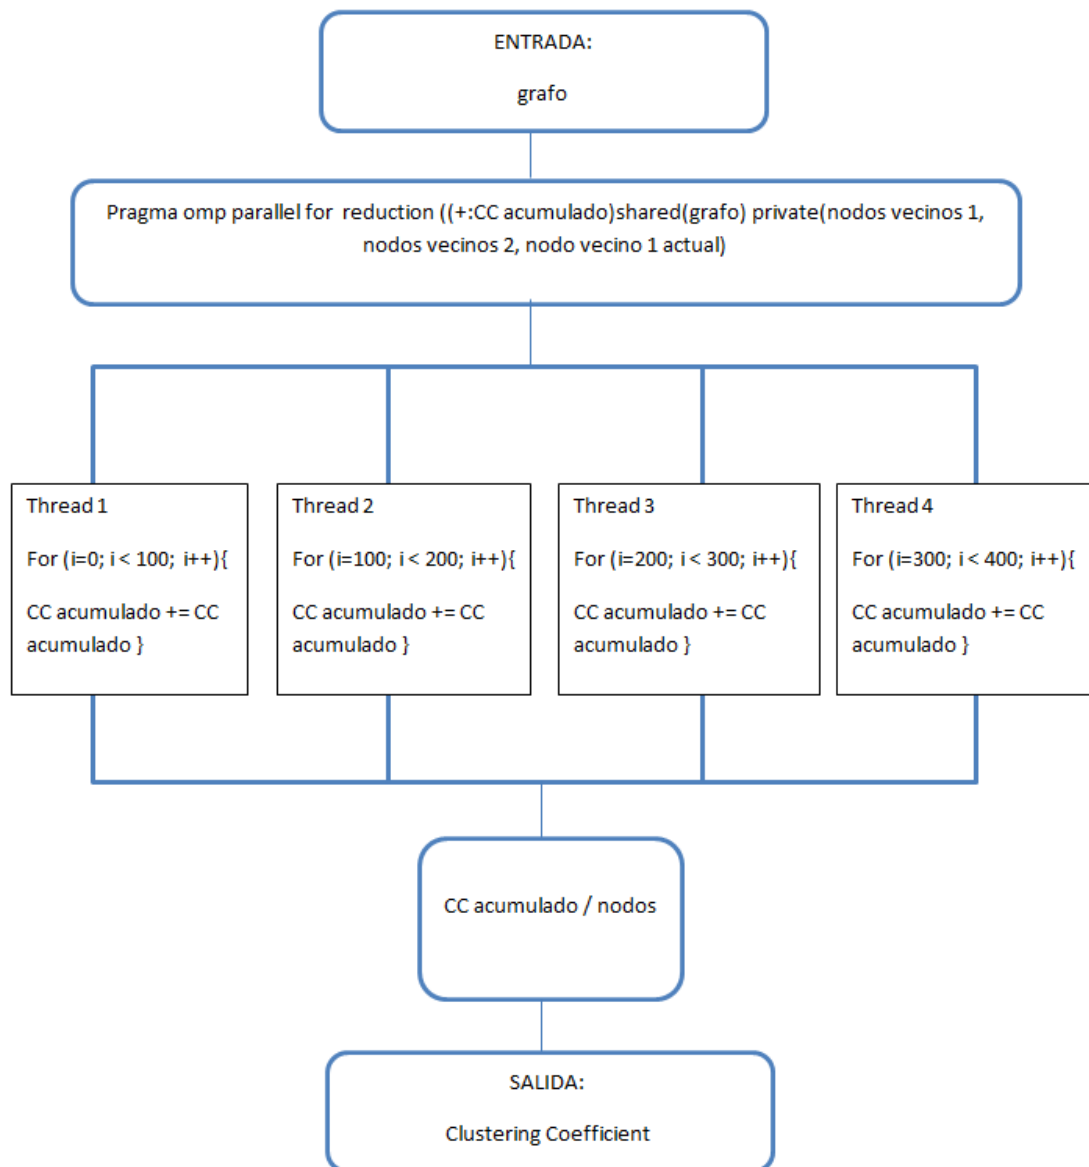 ENTRADA:
grafo
Pragma omp parallel for reduction ((+:CC acumulado)shared(grafo) private(nodos vecinos 1,
nodos vecinos 2, nodo vecino 1 actual)
Thread 1
For (i=0; i < 100; i++){
CC acumulado += CC
acumulado }
Thread 2
For (i=100; i < 200; i++){
CC acumulado += CC
acumulado }
Thread 3
For (i=200; i < 300; i++){
CC acumulado += CC
acumulado }
Thread 4
For (i=300; i < 400; i++){
CC acumulado += CC
acumulado }
CC acumulado / nodos
SALIDA:
Clustering Coefficient